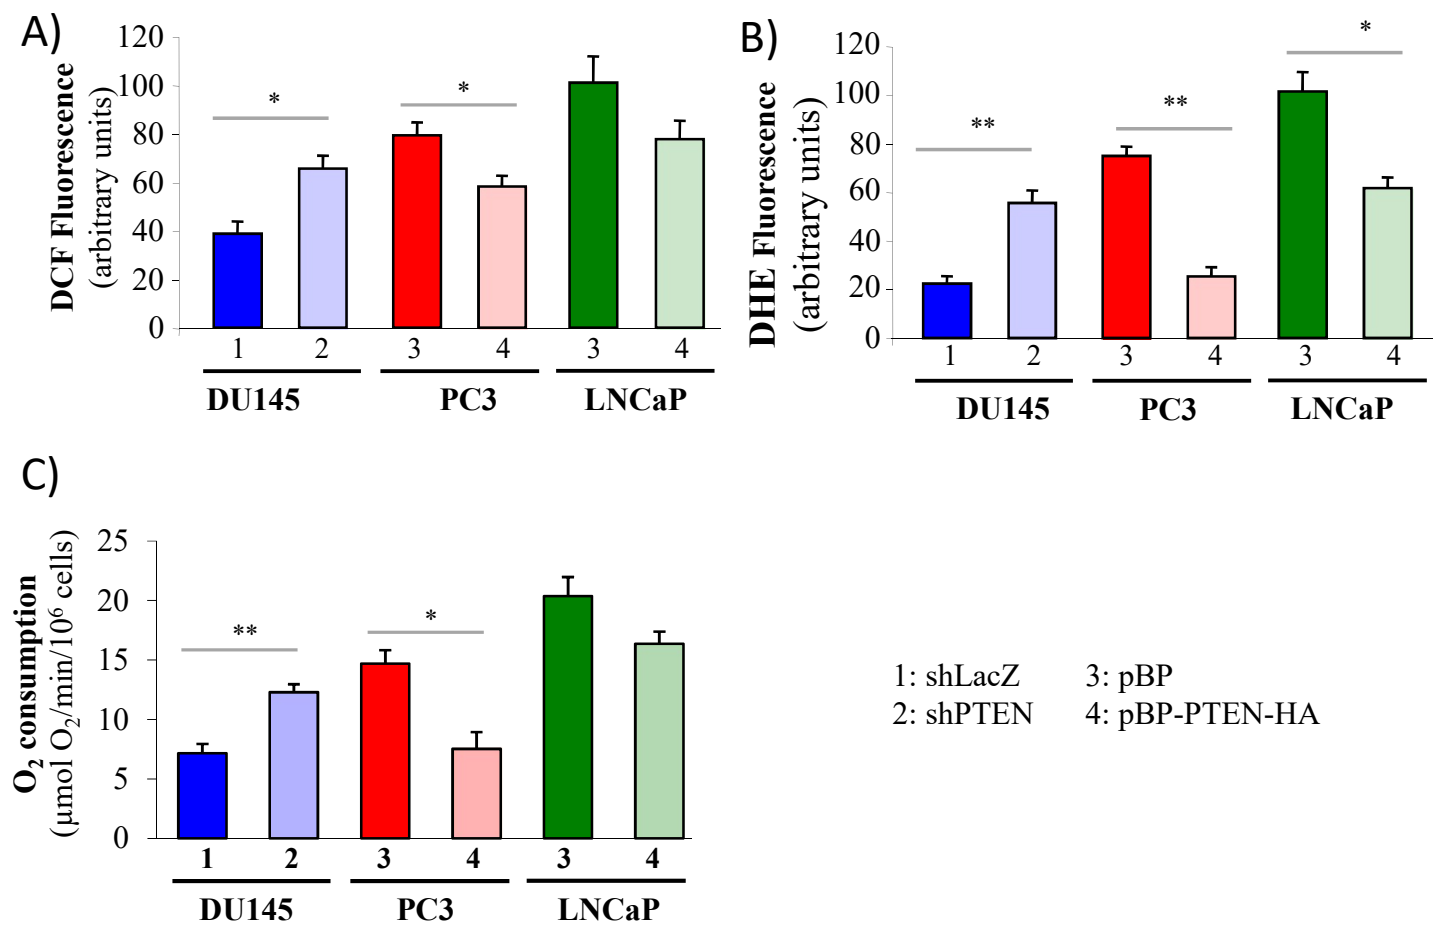 A)
DCF Fluorescence
(arbitrary units)
120
100
80
60
40
20
0
*
*
1 2 3 4 3 4
DU145 PC3 LNCaP
B)
DHE Fluorescence
(arbitrary units)
120
100
80
60
40
20
0
**
**
*
1 2 3 4 3 4
DU145 PC3 LNCaP
C)
O₂ consumption
(µmol O₂/min/10⁶ cells)
25
20
15
10
5
0
**
*
1 2 3 4 3 4
DU145 PC3 LNCaP
1: shLacZ 3: pBP
2: shPTEN 4: pBP-PTEN-HA